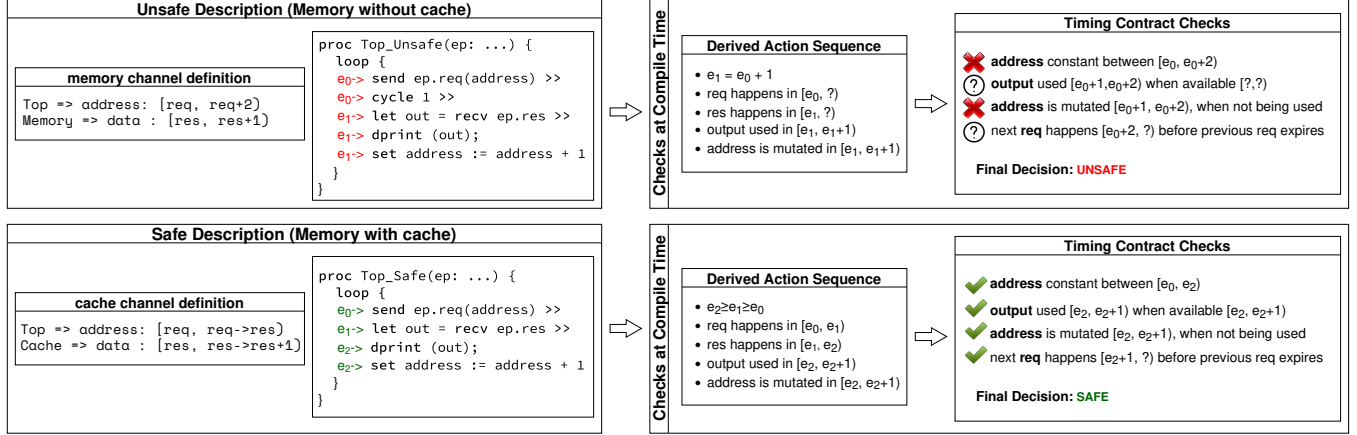 Unsafe Description (Memory without cache)
memory channel definition
Top => address: [req, req+2)
Memory => data : [res, res+1)
proc Top_Unsafe(ep: ...) {
loop {
e0-> send ep.req(address) >>
e0-> cycle 1 >>
e1-> let out = recv ep.res >>
e1-> dprint (out);
e1-> set address := address + 1
}
}
Checks at Compile Time
Derived Action Sequence
• e1 = e0 + 1
• req happens in [e0, ?)
• res happens in [e1, ?)
• output used in [e1, e1+1)
• address is mutated in [e1, e1+1)
Timing Contract Checks
address constant between [e0, e0+2)
? output used [e0+1,e0+2) when available [?,?)
address is mutated [e0+1, e0+2), when not being used
? next req happens [e0+2, ?) before previous req expires
Final Decision: UNSAFE
Safe Description (Memory with cache)
cache channel definition
Top => address: [req, req->res)
Cache => data : [res, res->res+1)
proc Top_Safe(ep: ...) {
loop {
e0-> send ep.req(address) >>
e1-> let out = recv ep.res >>
e2-> dprint (out);
e2-> set address := address + 1
}
}
Checks at Compile Time
Derived Action Sequence
• e2≥e1≥e0
• req happens in [e0, e1)
• res happens in [e1, e2)
• output used in [e2, e2+1)
• address is mutated in [e2, e2+1)
Timing Contract Checks
address constant between [e0, e2)
output used [e2, e2+1) when available [e2, e2+1)
address is mutated [e2, e2+1), when not being used
next req happens [e2+1, ?) before previous req expires
Final Decision: SAFE